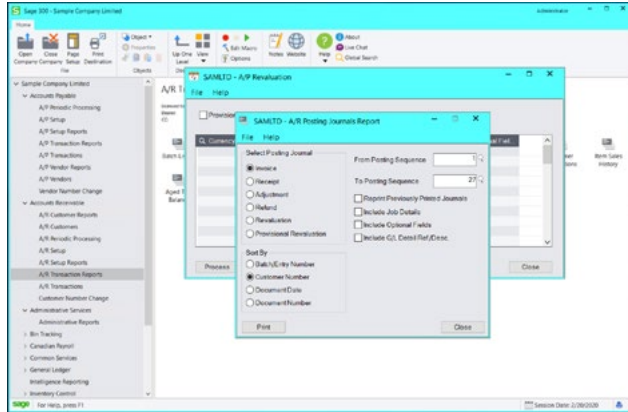 Sage 300 - Sample Company Limited
administrator
Home
Open Company
Close Company
Page Setup
Print Destination
File
Object
Properties
Objects
Up One Level
View
Edit Macro
Options
Notes
Website
Help
About
Live Chat
Global Search
Sample Company Limited
Accounts Payable
A/P Periodic Processing
A/P Setup
A/P Setup Reports
A/P Transaction Reports
A/P Transactions
A/P Vendor Reports
A/P Vendors
Vendor Number Change
Accounts Receivable
A/R Customer Reports
A/R Customers
A/R Periodic Processing
A/R Setup
A/R Setup Reports
A/R Transaction Reports
A/R Transactions
Customer Number Change
Administrative Services
Administrative Reports
Bin Tracking
Canadian Payroll
Common Services
General Ledger
Intelligence Reporting
Inventory Control
A/R T
Batch L
Aged T
Balan
Item Sales
History
SAMLTD - A/P Revaluation
File Help
Provision
Currency
Process
Close
SAMLTD - A/R Posting Journals Report
File Help
Select Posting Journal
Invoice
Receipt
Adjustment
Refund
Revaluation
Provisional Revaluation
Sort By
Batch/Entry Number
Customer Number
Document Date
Document Number
From Posting Sequence 1
To Posting Sequence 27
Reprint Previously Printed Journals
Include Job Details
Include Optional Fields
Include G/L Detail Ref./Desc.
Print
Close
sage For Help, press F1
Session Date: 2/28/2020